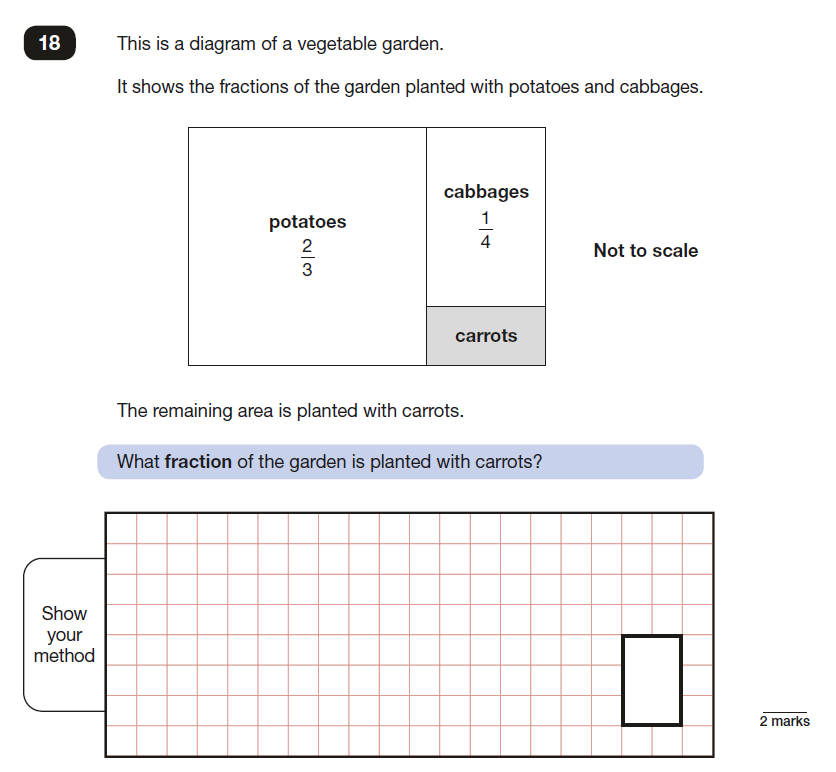 18
This is a diagram of a vegetable garden.
It shows the fractions of the garden planted with potatoes and cabbages.
potatoes
2
3
cabbages
1
4
carrots
Not to scale
The remaining area is planted with carrots.
What fraction of the garden is planted with carrots?
Show
your
method
2 marks